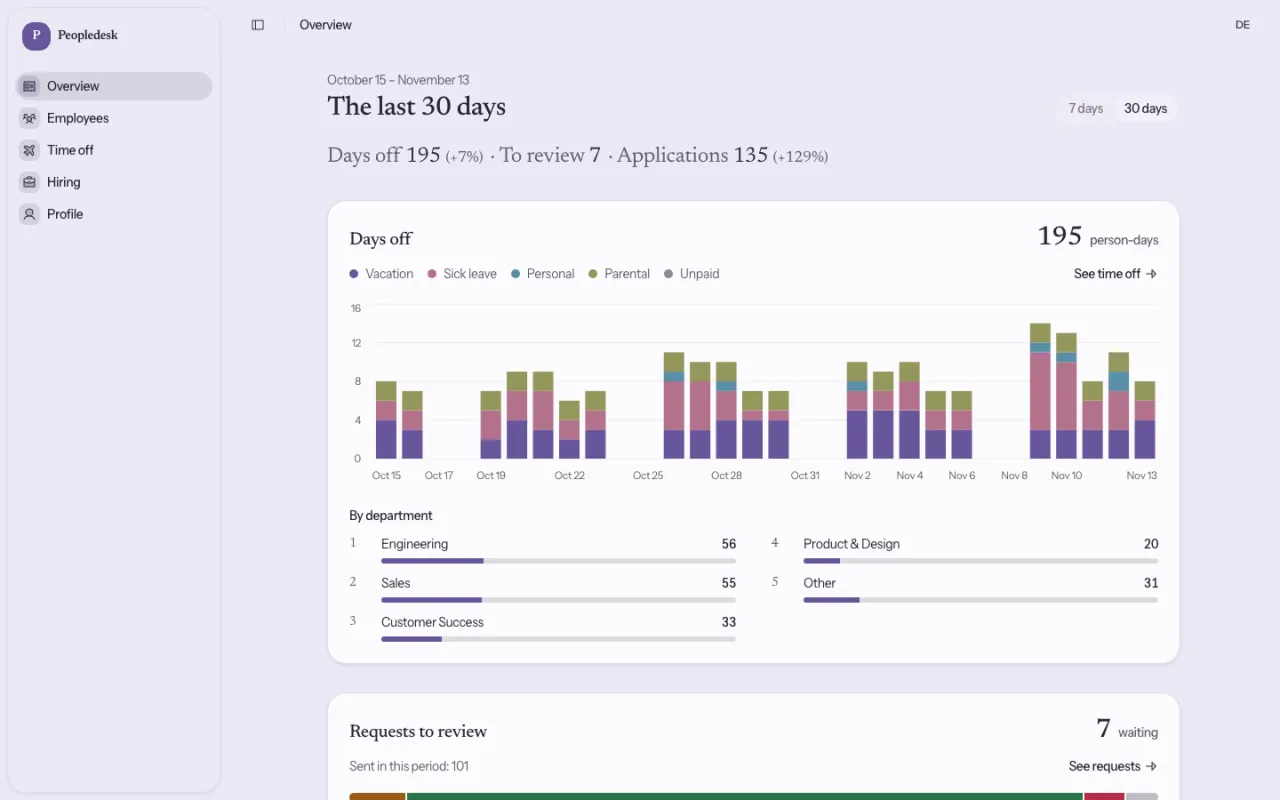 P Peopledesk
Overview
Employees
Time off
Hiring
Profile
Overview
DE
October 15 – November 13
The last 30 days
7 days 30 days
Days off 195 (+7%) · To review 7 · Applications 135 (+129%)
Days off
195 person-days
Vacation Sick leave Personal Parental Unpaid
See time off →
16
12
8
4
0
Oct 15 Oct 17 Oct 19 Oct 22 Oct 25 Oct 28 Oct 31 Nov 2 Nov 4 Nov 6 Nov 8 Nov 10 Nov 13
By department
1 Engineering 56
2 Sales 55
3 Customer Success 33
4 Product & Design 20
5 Other 31
Requests to review
7 waiting
Sent in this period: 101
See requests →